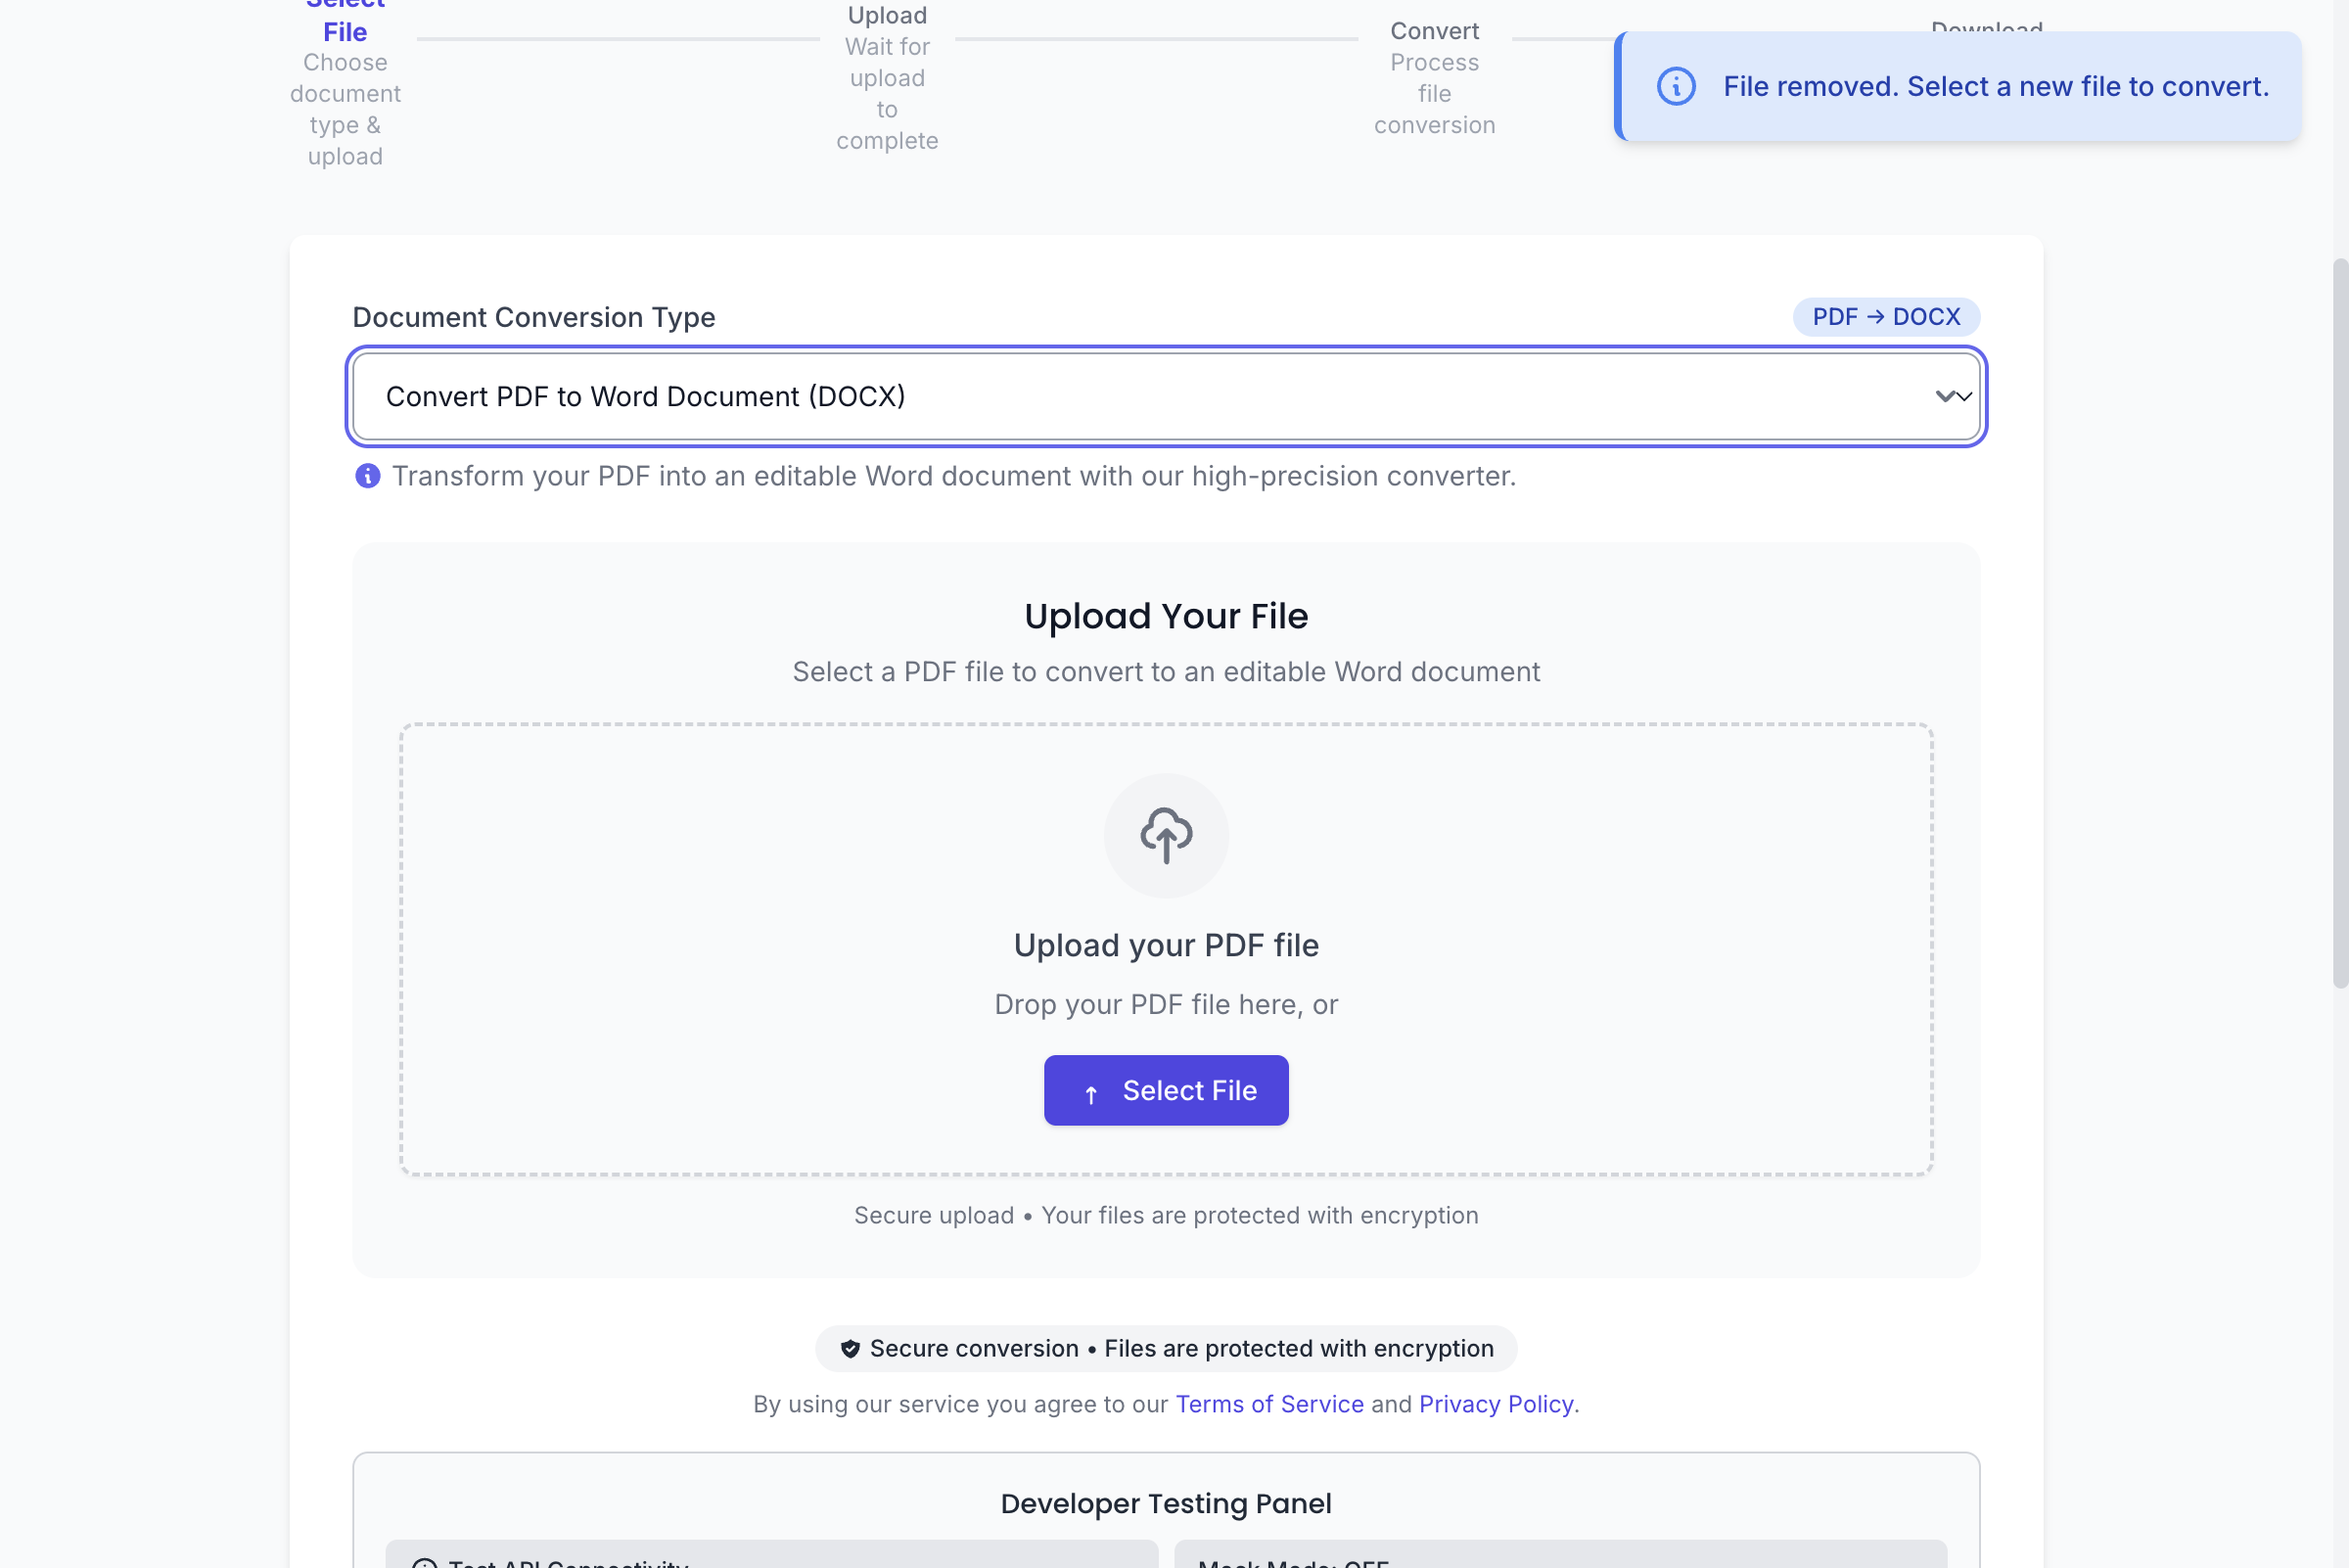 Select
File
Choose
document
type &
upload
Upload
Wait for
upload
to
complete
Convert
Process
file
conversion
Download
File removed. Select a new file to convert.
Document Conversion Type
PDF → DOCX
Convert PDF to Word Document (DOCX)
Transform your PDF into an editable Word document with our high-precision converter.
Upload Your File
Select a PDF file to convert to an editable Word document
Upload your PDF file
Drop your PDF file here, or
↑ Select File
Secure upload • Your files are protected with encryption
Secure conversion • Files are protected with encryption
By using our service you agree to our Terms of Service and Privacy Policy.
Developer Testing Panel
Test API Connectivity
Mock Mode: OFF